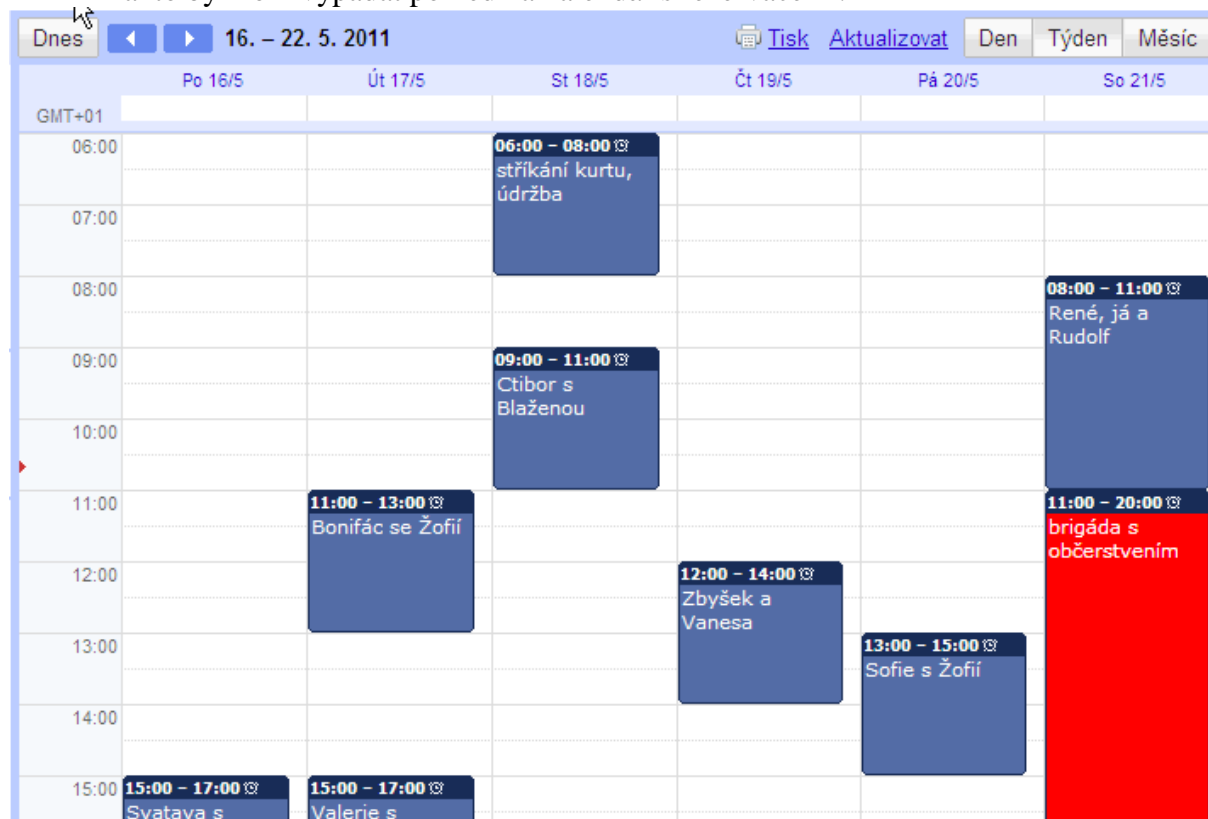 Dnes 16. – 22. 5. 2011 Tisk Aktualizovat Den Týden Měsíc
Po 16/5 Út 17/5 St 18/5 Čt 19/5 Pá 20/5 So 21/5
GMT+01
06:00 06:00 – 08:00
stříkání kurtu,
údržba
07:00
08:00 08:00 – 11:00
René, já a
Rudolf
09:00 09:00 – 11:00
Ctibor s
Blaženou
10:00
11:00 11:00 – 13:00 11:00 – 20:00
Bonifác se Žofií brigáda s
občerstvením
12:00 12:00 – 14:00
Zbyšek a
Vanesa
13:00 13:00 – 15:00
Sofie s Žofií
14:00
15:00 15:00 – 17:00 15:00 – 17:00
Svatava s Valerie s